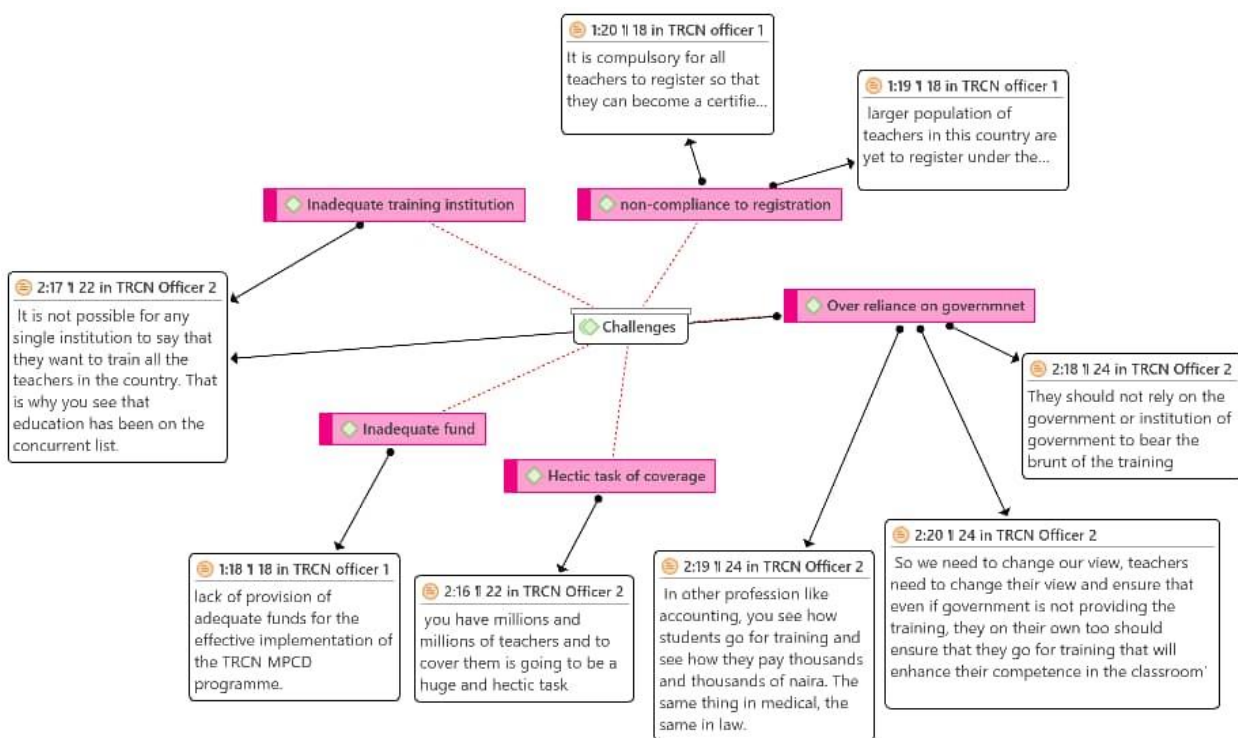 1:20 ¶ 18 in TRCN officer 1
It is compulsory for all
teachers to register so that
they can become a certifie...
1:19 ¶ 18 in TRCN officer 1
larger population of
teachers in this country are
yet to register under the...
Inadequate training institution
non-compliance to registration
2:17 ¶ 22 in TRCN Officer 2
It is not possible for any
single institution to say that
they want to train all the
teachers in the country. That
is why you see that
education has been on the
concurrent list.
Over reliance on governmnet
Challenges
2:18 ¶ 24 in TRCN Officer 2
They should not rely on the
government or institution of
government to bear the
brunt of the training
Inadequate fund
Hectic task of coverage
1:18 ¶ 18 in TRCN officer 1
lack of provision of
adequate funds for the
effective implementation of
the TRCN MPCD
programme.
2:16 ¶ 22 in TRCN Officer 2
you have millions and
millions of teachers and to
cover them is going to be a
huge and hectic task
2:19 ¶ 24 in TRCN Officer 2
In other profession like
accounting, you see how
students go for training and
see how they pay thousands
and thousands of naira. The
same thing in medical, the
same in law.
2:20 ¶ 24 in TRCN Officer 2
So we need to change our view, teachers
need to change their view and ensure that
even if government is not providing the
training, they on their own too should
ensure that they go for training that will
enhance their competence in the classroom'